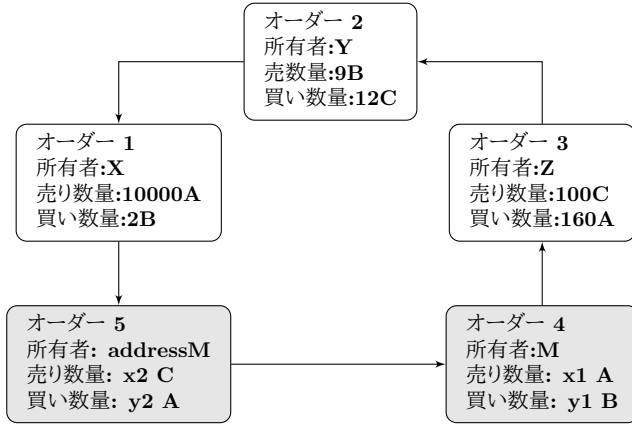 オーダー 2
所有者:Y
売数量:9B
買い数量:12C
オーダー 1
所有者:X
売り数量:10000A
買い数量:2B
オーダー 3
所有者:Z
売り数量:100C
買い数量:160A
オーダー 5
所有者: addressM
売り数量: x2 C
買い数量: y2 A
オーダー 4
所有者:M
売り数量: x1 A
買い数量: y1 B